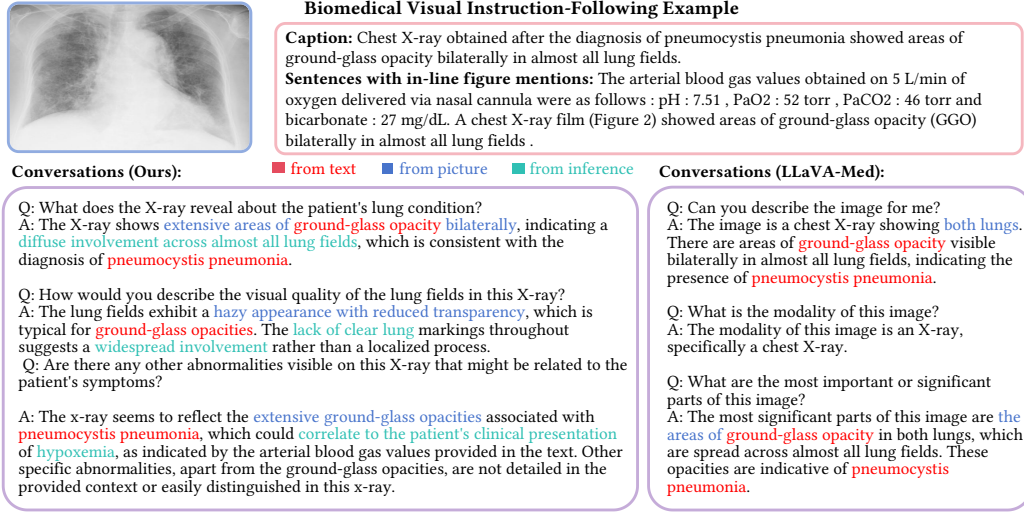 Biomedical Visual Instruction-Following Example
Caption: Chest X-ray obtained after the diagnosis of pneumocystis pneumonia showed areas of
ground-glass opacity bilaterally in almost all lung fields.
Sentences with in-line figure mentions: The arterial blood gas values obtained on 5 L/min of
oxygen delivered via nasal cannula were as follows : pH : 7.51 , PaO2 : 52 torr , PaCO2 : 46 torr and
bicarbonate : 27 mg/dL. A chest X-ray film (Figure 2) showed areas of ground-glass opacity (GGO)
bilaterally in almost all lung fields .
Conversations (Ours):
from text
from picture
from inference
Q: What does the X-ray reveal about the patient's lung condition?
A: The X-ray shows extensive areas of ground-glass opacity bilaterally, indicating a
diffuse involvement across almost all lung fields, which is consistent with the
diagnosis of pneumocystis pneumonia.
Q: How would you describe the visual quality of the lung fields in this X-ray?
A: The lung fields exhibit a hazy appearance with reduced transparency, which is
typical for ground-glass opacities. The lack of clear lung markings throughout
suggests a widespread involvement rather than a localized process.
Q: Are there any other abnormalities visible on this X-ray that might be related to the
patient's symptoms?
A: The x-ray seems to reflect the extensive ground-glass opacities associated with
pneumocystis pneumonia, which could correlate to the patient's clinical presentation
of hypoxemia, as indicated by the arterial blood gas values provided in the text. Other
specific abnormalities, apart from the ground-glass opacities, are not detailed in the
provided context or easily distinguished in this x-ray.
Conversations (LLaVA-Med):
Q: Can you describe the image for me?
A: The image is a chest X-ray showing both lungs.
There are areas of ground-glass opacity visible
bilaterally in almost all lung fields, indicating the
presence of pneumocystis pneumonia.
Q: What is the modality of this image?
A: The modality of this image is an X-ray,
specifically a chest X-ray.
Q: What are the most important or significant
parts of this image?
A: The most significant parts of this image are the
areas of ground-glass opacity in both lungs, which
are spread across almost all lung fields. These
opacities are indicative of pneumocystis
pneumonia.